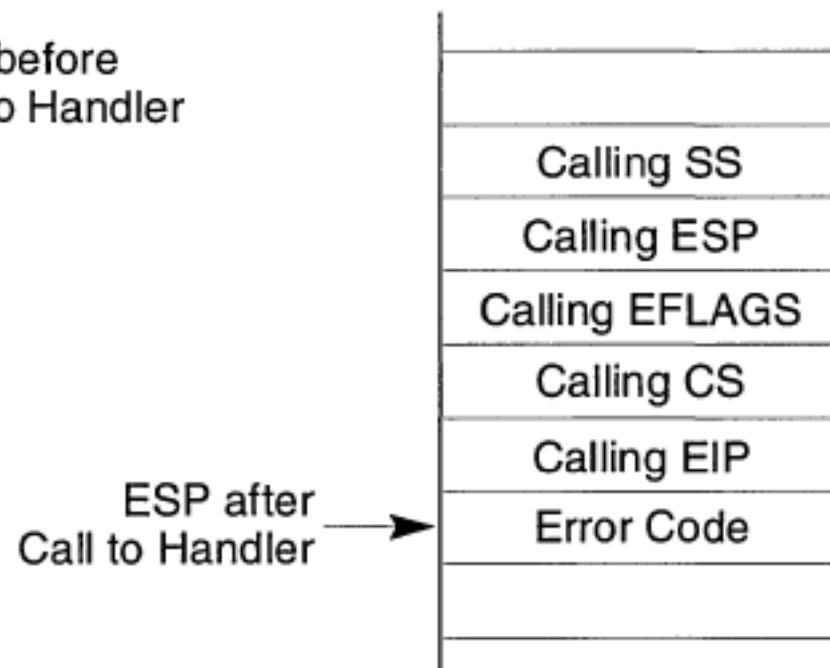 before
o Handler
Calling SS
Calling ESP
Calling EFLAGS
Calling CS
Calling EIP
ESP after
Call to Handler
Error Code